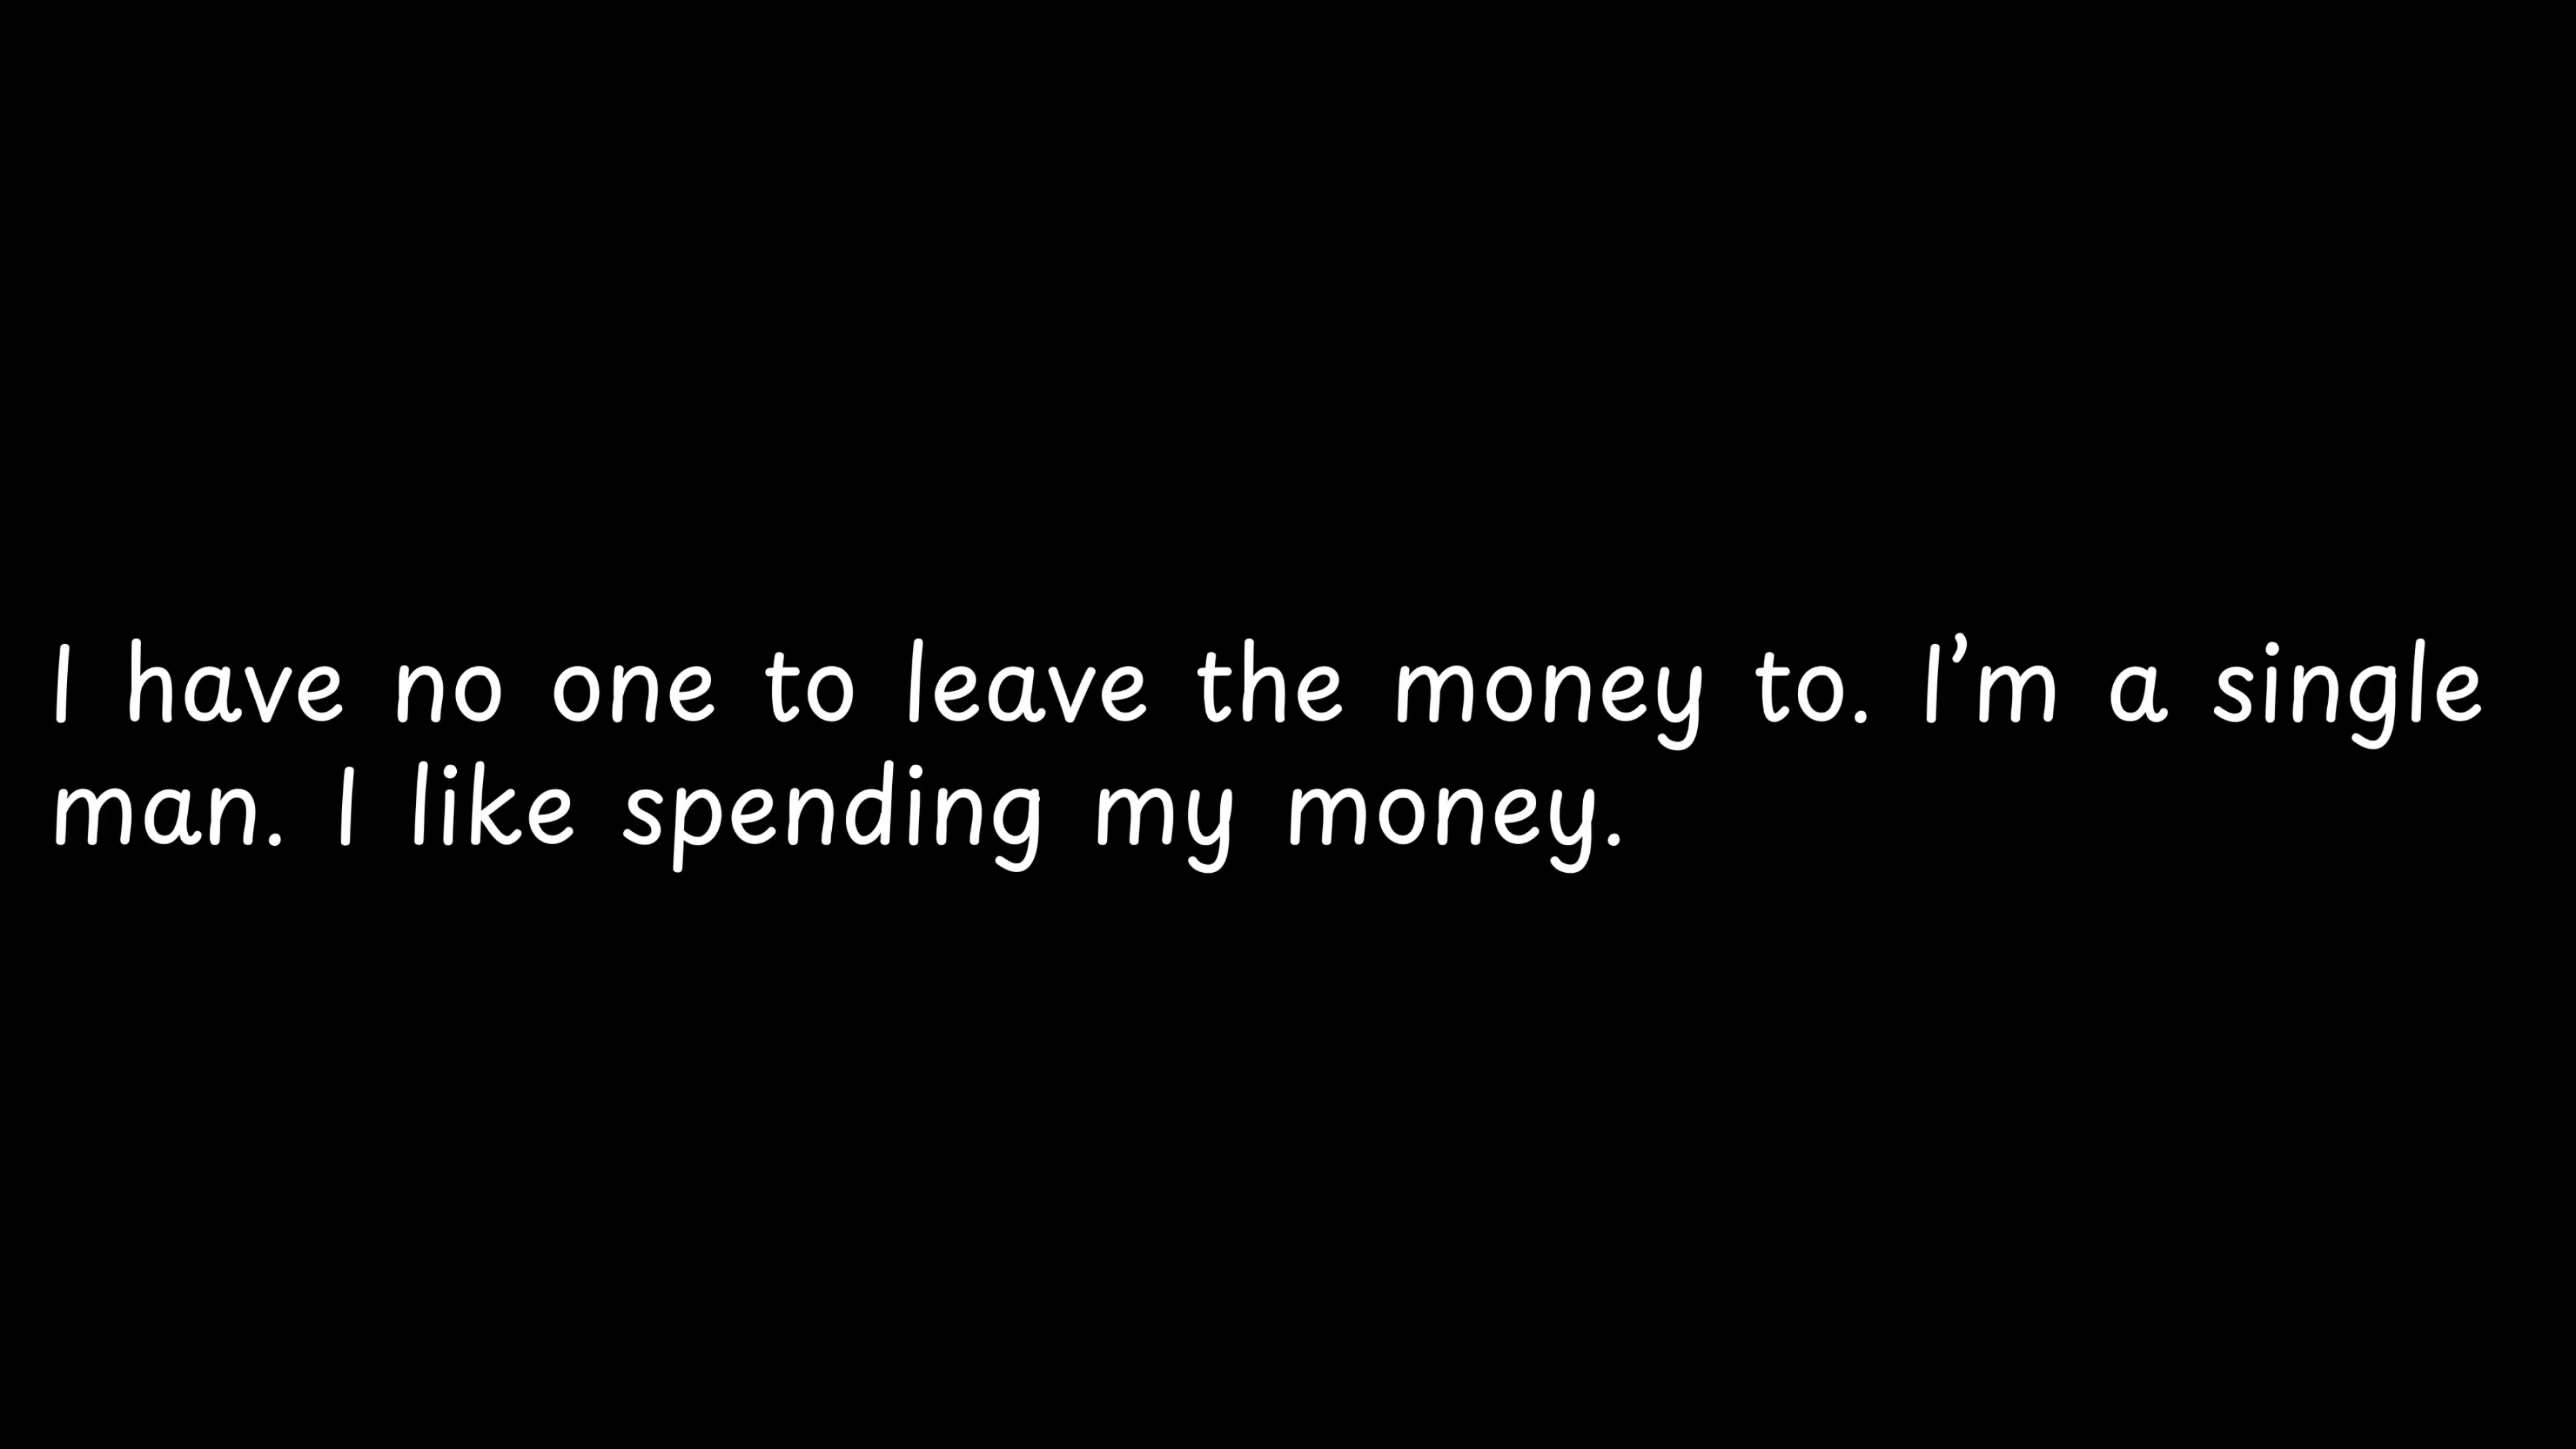 I have no one to leave the money to. I’m a single
man. I like spending my money.